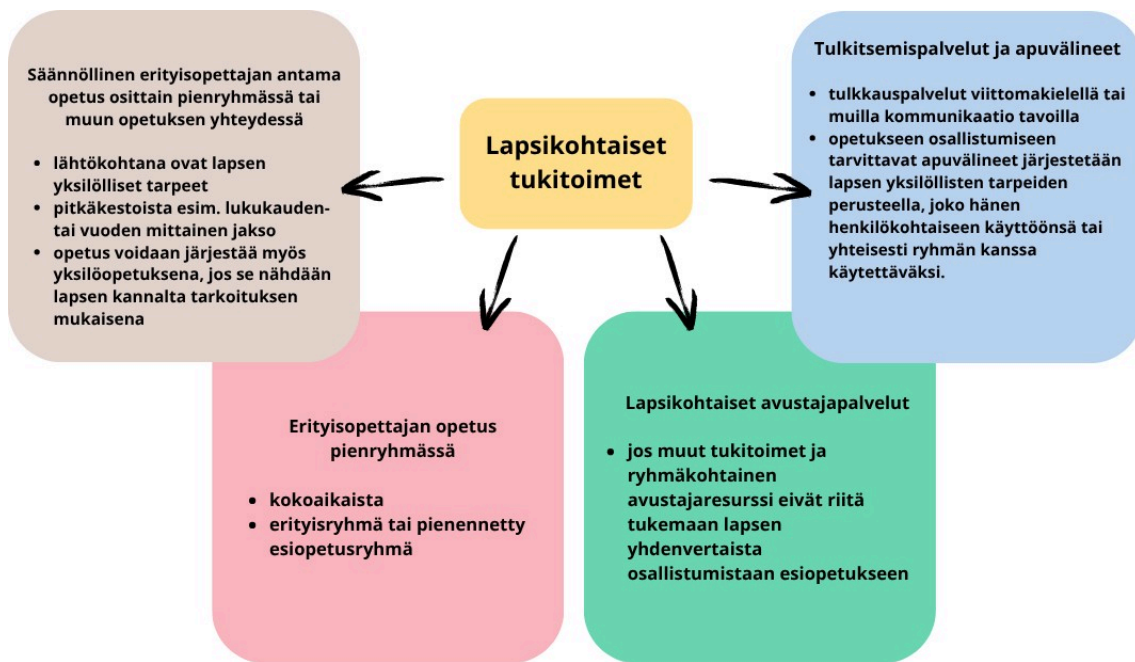 Säännöllinen erityisopettajan antama
opetus osittain pienryhmässä tai
muun opetuksen yhteydessä
• lähtökohtana ovat lapsen
yksilölliset tarpeet
• pitkäkestoista esim. lukukauden-
tai vuoden mittainen jakso
• opetus voidaan järjestää myös
yksilöopetuksena, jos se nähdään
lapsen kannalta tarkoituksen
mukaisena
Lapsikohtaiset
tukitoimet
Tulkitsemispalvelut ja apuvälineet
• tulkkauspalvelut viittomakielellä tai
muilla kommunikaatio tavoilla
• opetukseen osallistumiseen
tarvittavat apuvälineet järjestetään
lapsen yksilöllisten tarpeiden
perusteella, joko hänen
henkilökohtaiseen käyttöönsä tai
yhteisesti ryhmän kanssa
käytettäväksi.
Erityisopettajan opetus
pienryhmässä
• kokoaikaista
• erityisryhmä tai pienennetty
esiopetusryhmä
Lapsikohtaiset avustajapalvelut
• jos muut tukitoimet ja
ryhmäkohtainen
avustajaresurssi eivät riitä
tukemaan lapsen
yhdenvertaista
osallistumistaan esiopetukseen